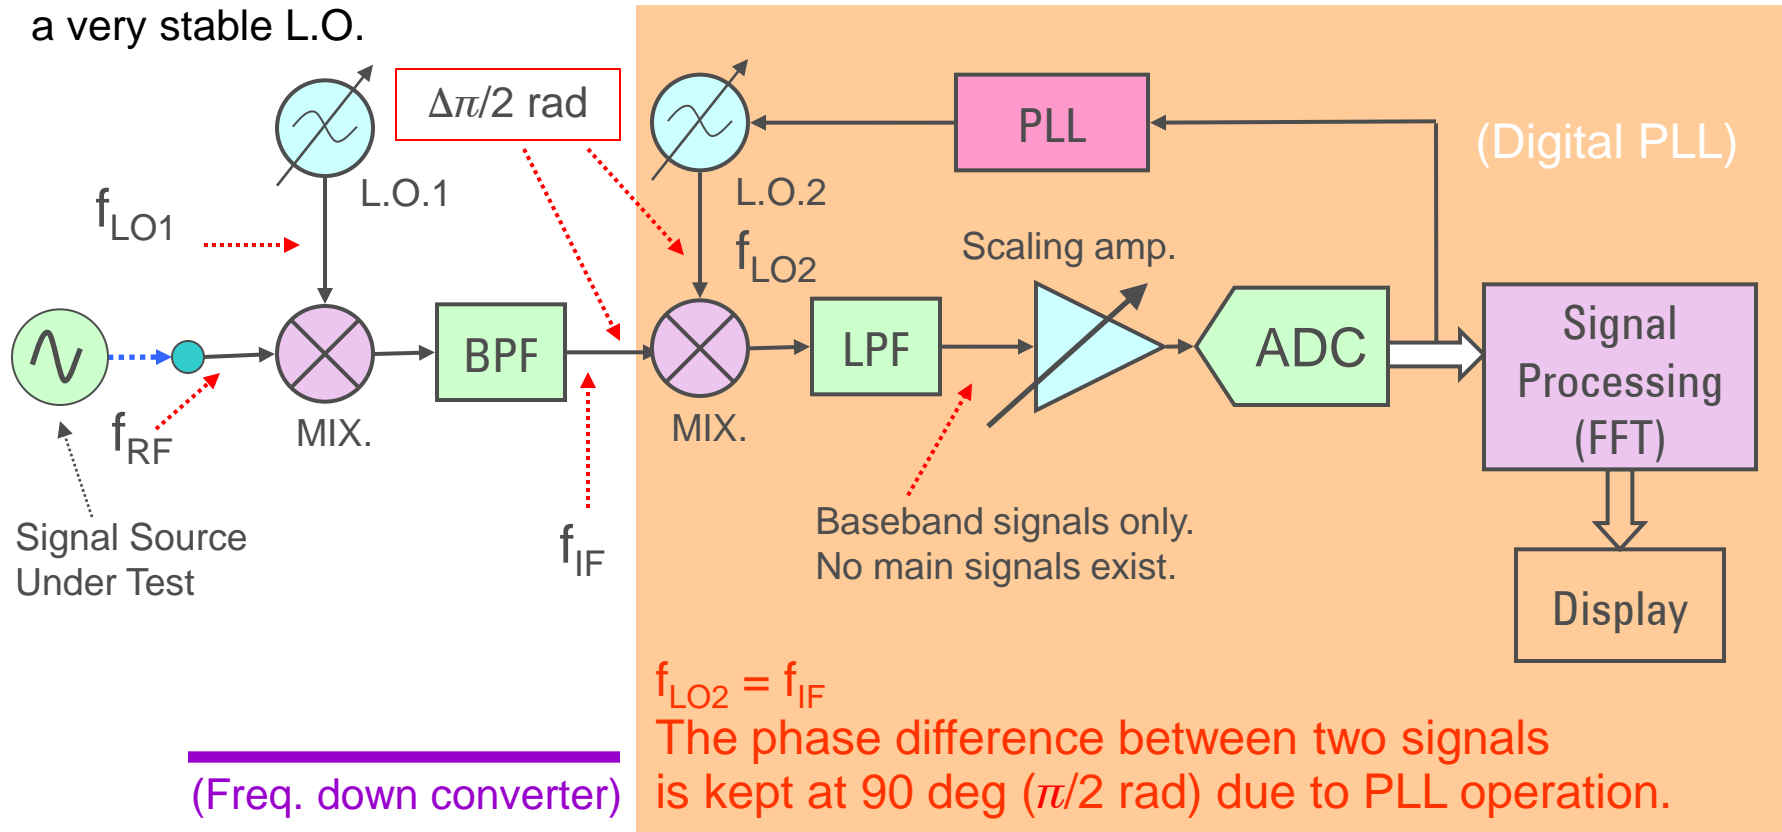 a very stable L.O.
Δπ/2 rad
PLL
(Digital PLL)
L.O.1
L.O.2
fLO1
fLO2
Scaling amp.
BPF
LPF
ADC
Signal
Processing
(FFT)
MIX.
MIX.
fRF
Signal Source
Under Test
fIF
Baseband signals only.
No main signals exist.
Display
fLO2 = fIF
The phase difference between two signals
is kept at 90 deg (π/2 rad) due to PLL operation.
(Freq. down converter)